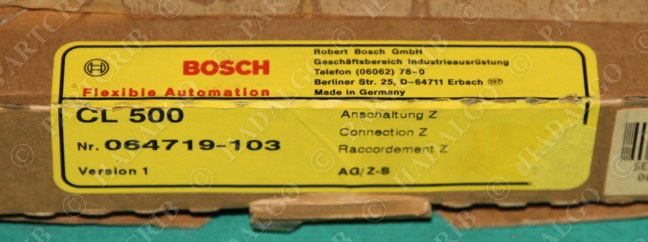 BOSCH
Flexible Automation
Robert Bosch GmbH
Geschäftsbereich Industrieausrüstung
Telefon (06062) 78-0
Berliner Str. 25, D-64711 Erbach
Made in Germany
CL 500
Nr. 064719-103
Version 1
Anschaltung Z
Connection Z
Raccordement Z
AG/Z-S